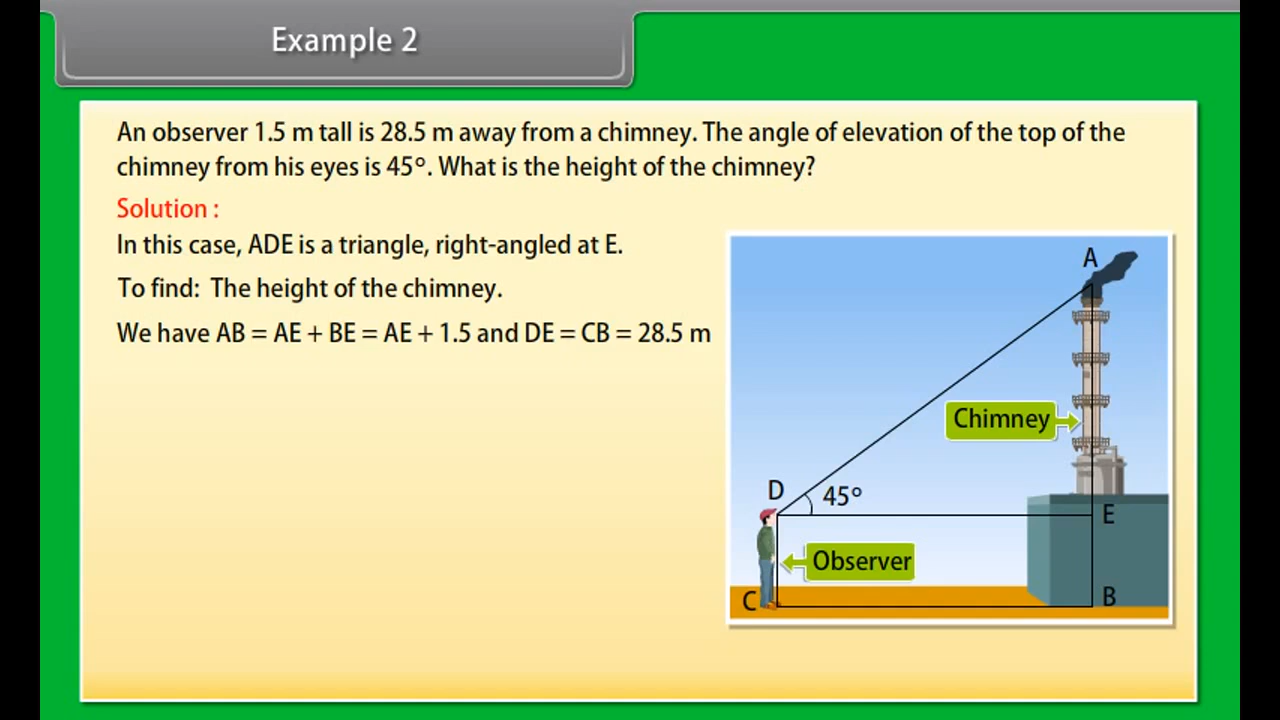 Example 2
An observer 1.5 m tall is 28.5 m away from a chimney. The angle of elevation of the top of the
chimney from his eyes is 45°. What is the height of the chimney?
Solution :
In this case, ADE is a triangle, right-angled at E.
To find: The height of the chimney.
We have AB = AE + BE = AE + 1.5 and DE = CB = 28.5 m
A
Chimney
D
45°
E
Observer
C
B